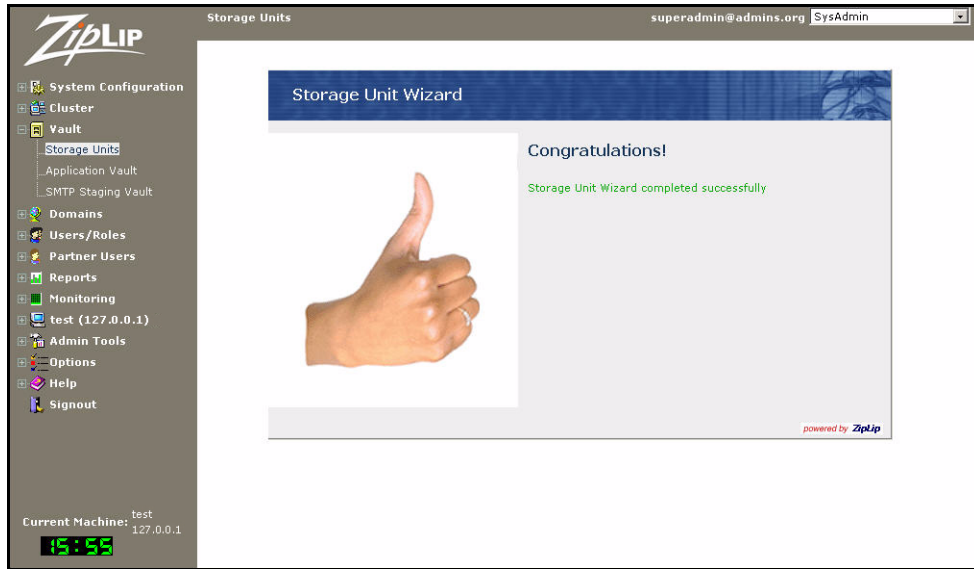 ZipLip
Storage Units
superadmin@admins.org
SysAdmin
System Configuration
Cluster
Vault
Storage Units
Application Vault
SMTP Staging Vault
Domains
Users/Roles
Partner Users
Reports
Monitoring
test (127.0.0.1)
Admin Tools
Options
Help
Signout
Current Machine: test
127.0.0.1
15:55
Storage Unit Wizard
Congratulations!
Storage Unit Wizard completed successfully
powered by ZipLip